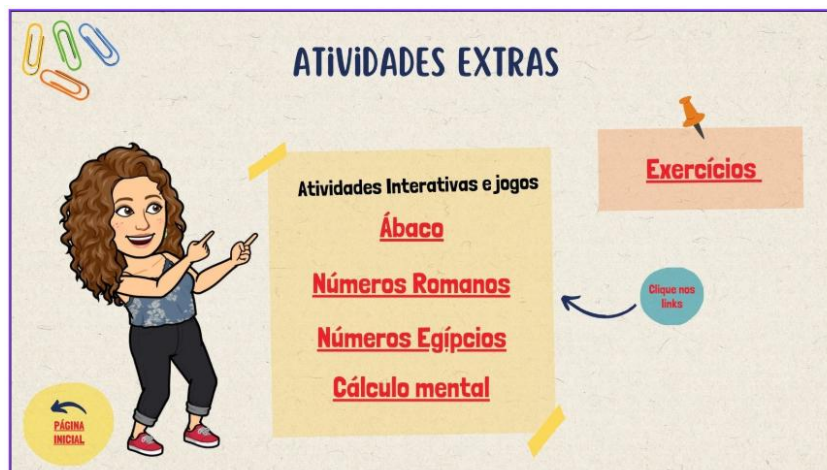 ATIVIDADES EXTRAS
Atividades Interativas e jogos
Ábaco
Números Romanos
Números Egípcios
Cálculo mental
Exercícios
Clique nos
links
PÁGINA
INICIAL